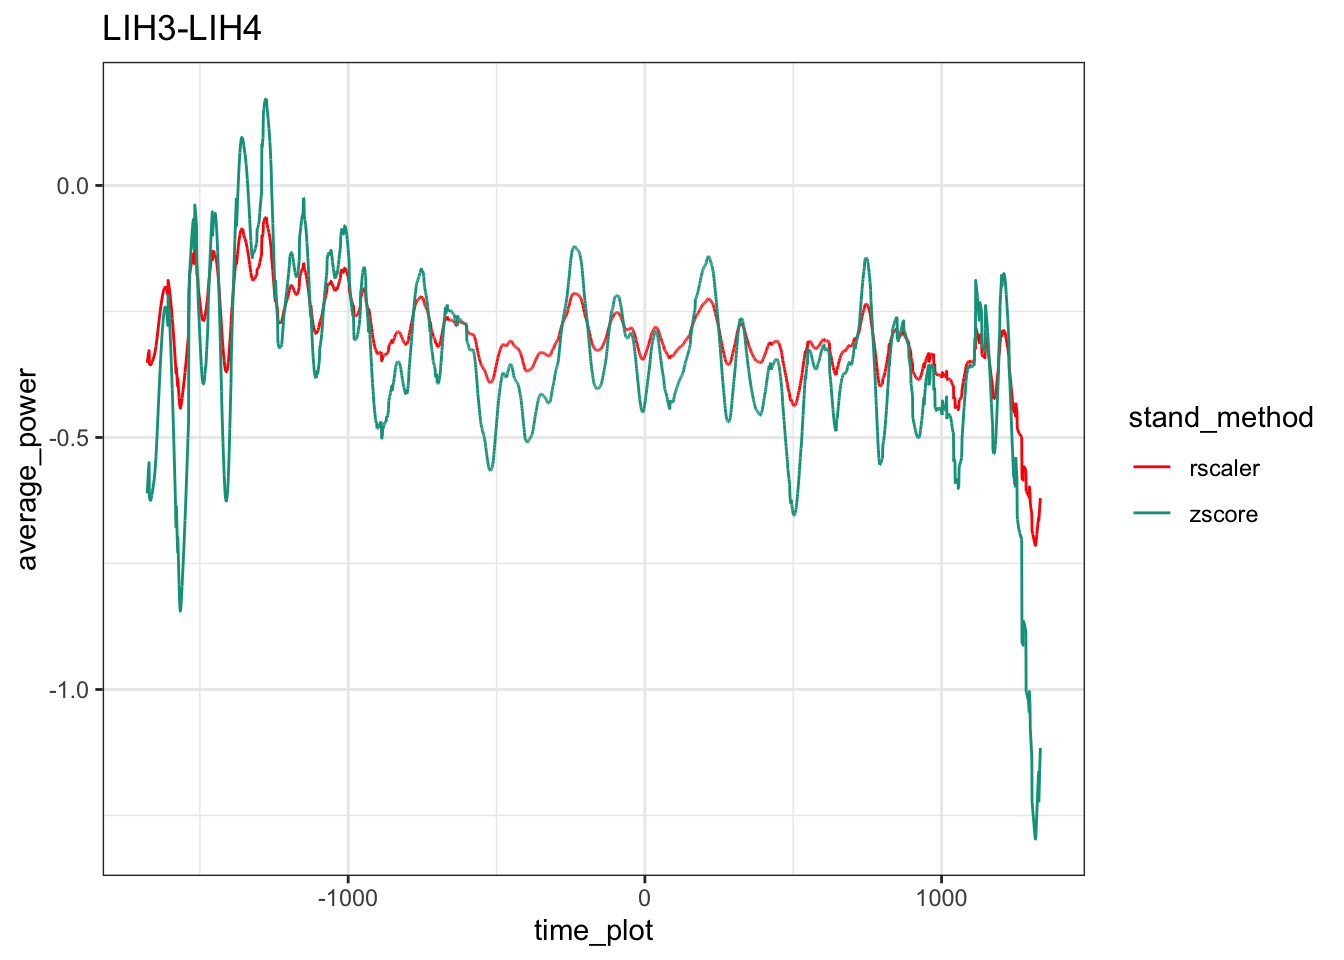 LIH3-LIH4
average_power
0.0
-0.5
-1.0
-1000
0
1000
time_plot
stand_method
rscaler
zscore